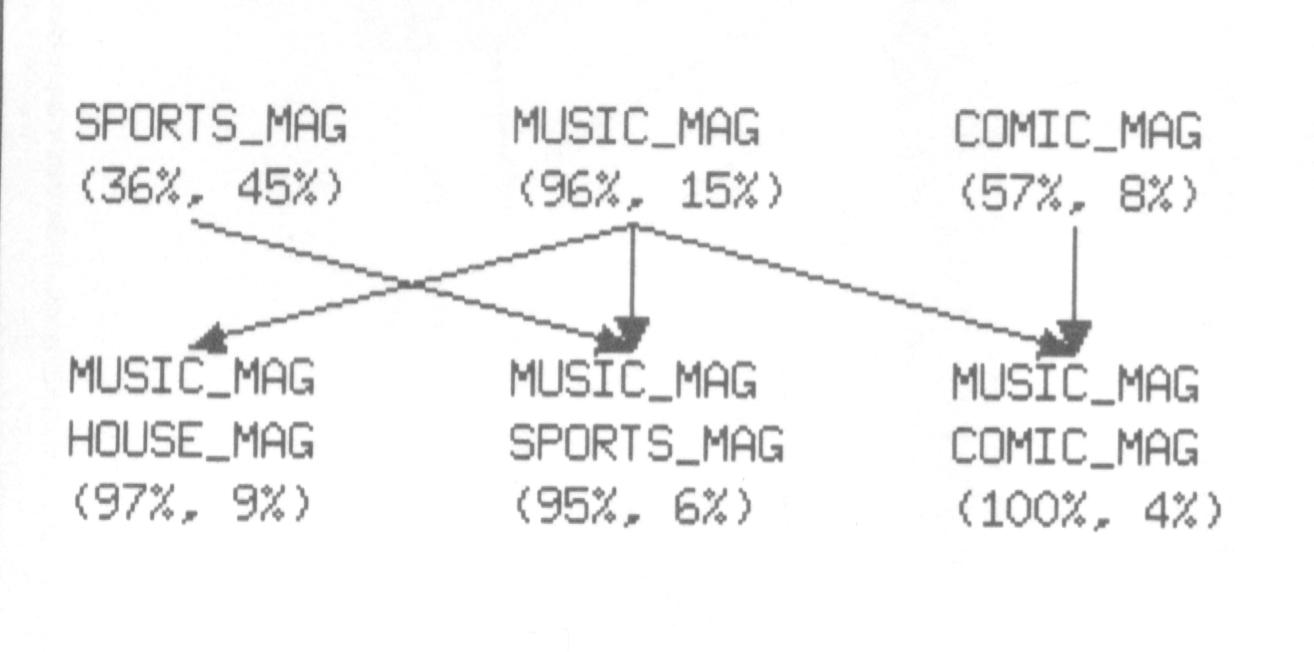 SPORTS_MAG
(36%, 45%)
MUSIC_MAG
(96%, 15%)
COMIC_MAG
(57%, 8%)
MUSIC_MAG
HOUSE_MAG
(97%, 9%)
MUSIC_MAG
SPORTS_MAG
(95%, 6%)
MUSIC_MAG
COMIC_MAG
(100%, 4%)